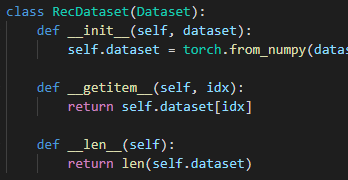 class RecDataset(Dataset):
    def __init__(self, dataset):
        self.dataset = torch.from_numpy(datas
    def __getitem__(self, idx):
        return self.dataset[idx]
    def __len__(self):
        return len(self.dataset)